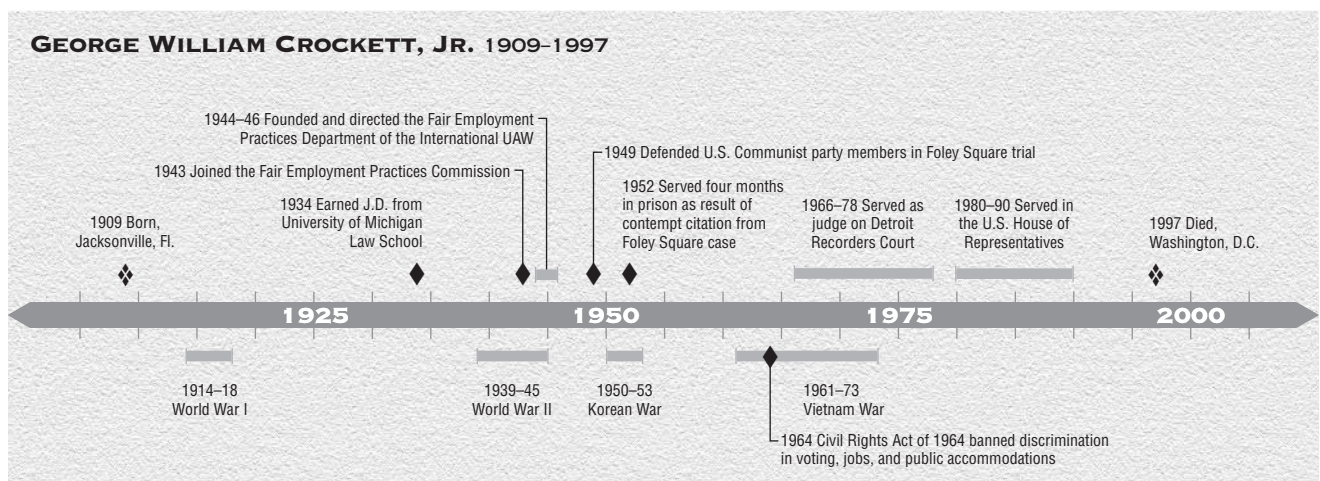 GEORGE WILLIAM CROCKETT, JR. 1909–1997
1944–46 Founded and directed the Fair Employment
Practices Department of the International UAW
1949 Defended U.S. Communist party members in Foley Square trial
1943 Joined the Fair Employment Practices Commission
1934 Earned J.D. from
University of Michigan
Law School
1952 Served four months
in prison as result of
contempt citation from
Foley Square case
1966–78 Served as
judge on Detroit
Recorders Court
1980–90 Served in
the U.S. House of
Representatives
1909 Born,
Jacksonville, Fl.
1997 Died,
Washington, D.C.
1925
1950
1975
2000
1914–18
World War I
1939–45
World War II
1950–53
Korean War
1961–73
Vietnam War
1964 Civil Rights Act of 1964 banned discrimination
in voting, jobs, and public accommodations